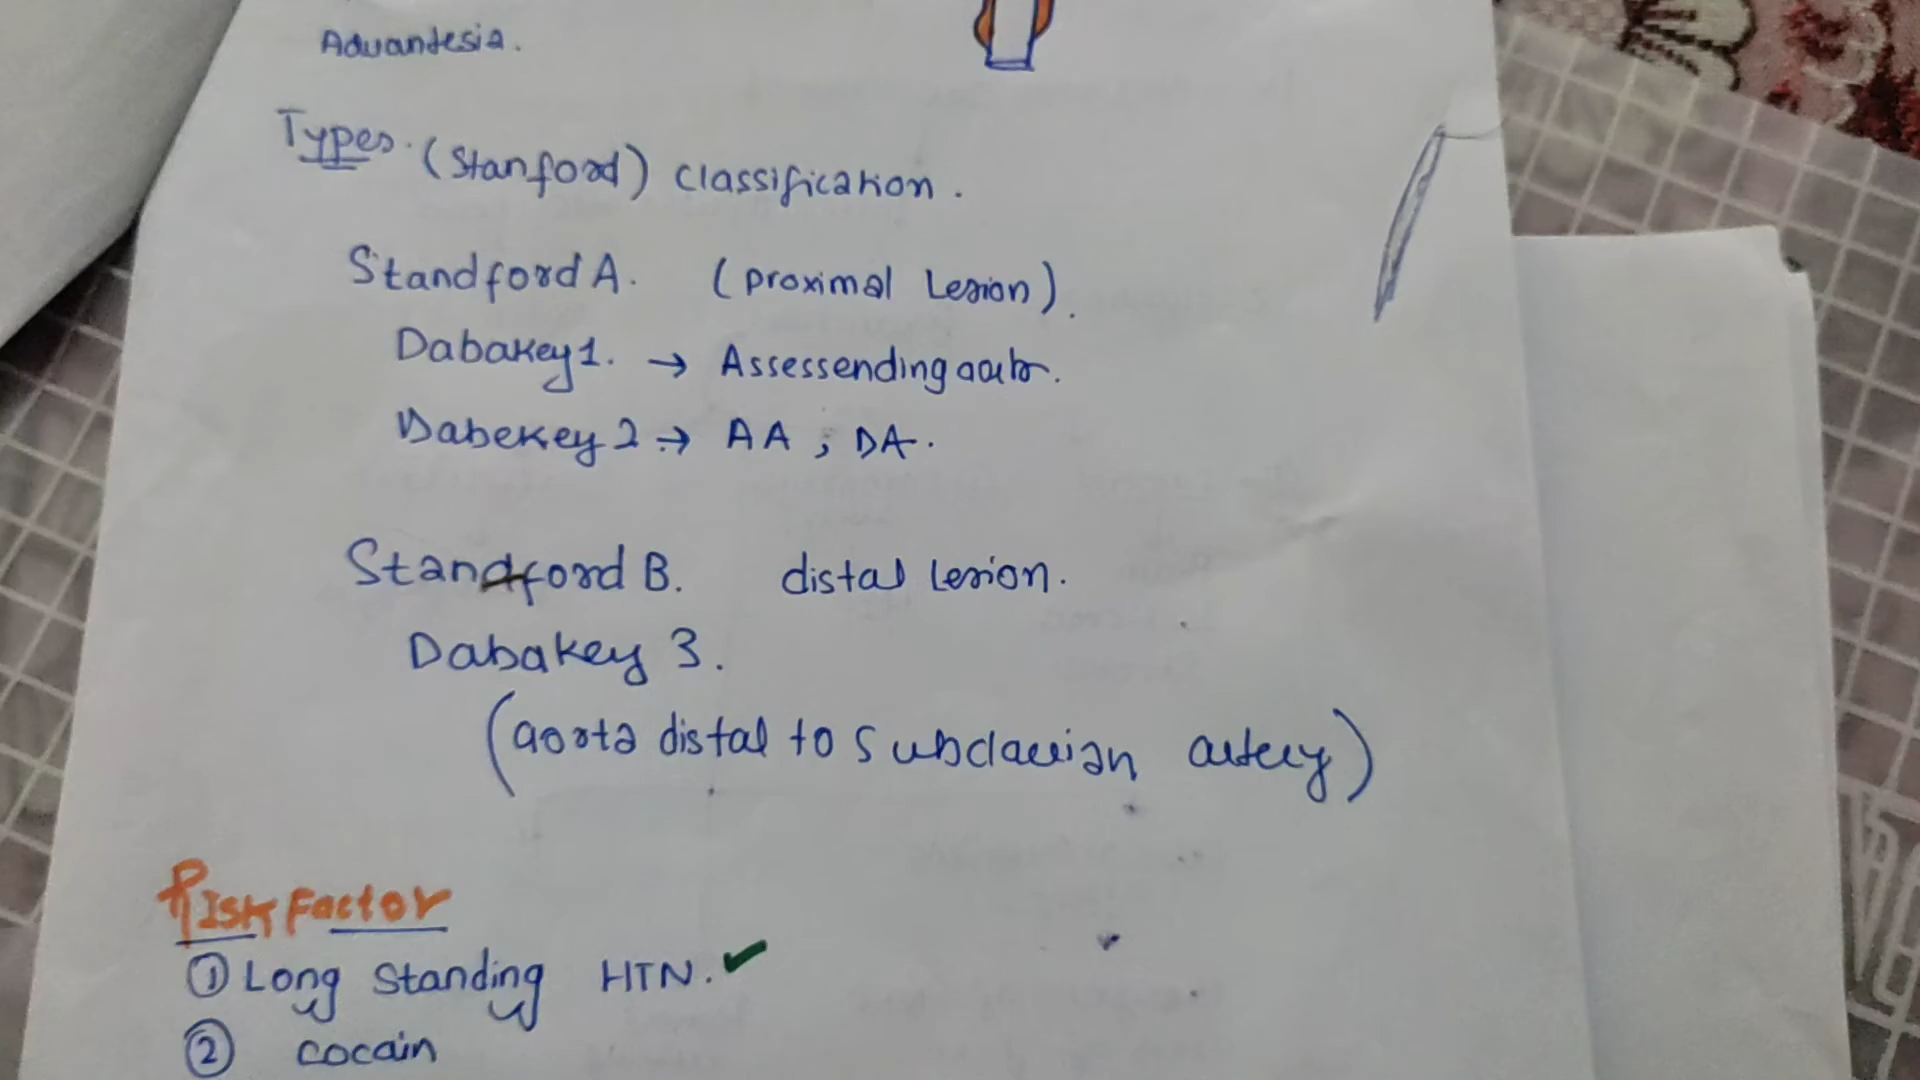 Advantesia.
Types. (Stanford) classification.
Standford A. (proximal Lesion).
Dabakey 1. → Assessending aorta.
Dabekey 2 → AA ; DA.
Standford B. distal lesion.
Dabakey 3.
(aorta distal to subclavian artery)
Risk Factor
① Long standing HTN. ✔
② cocain